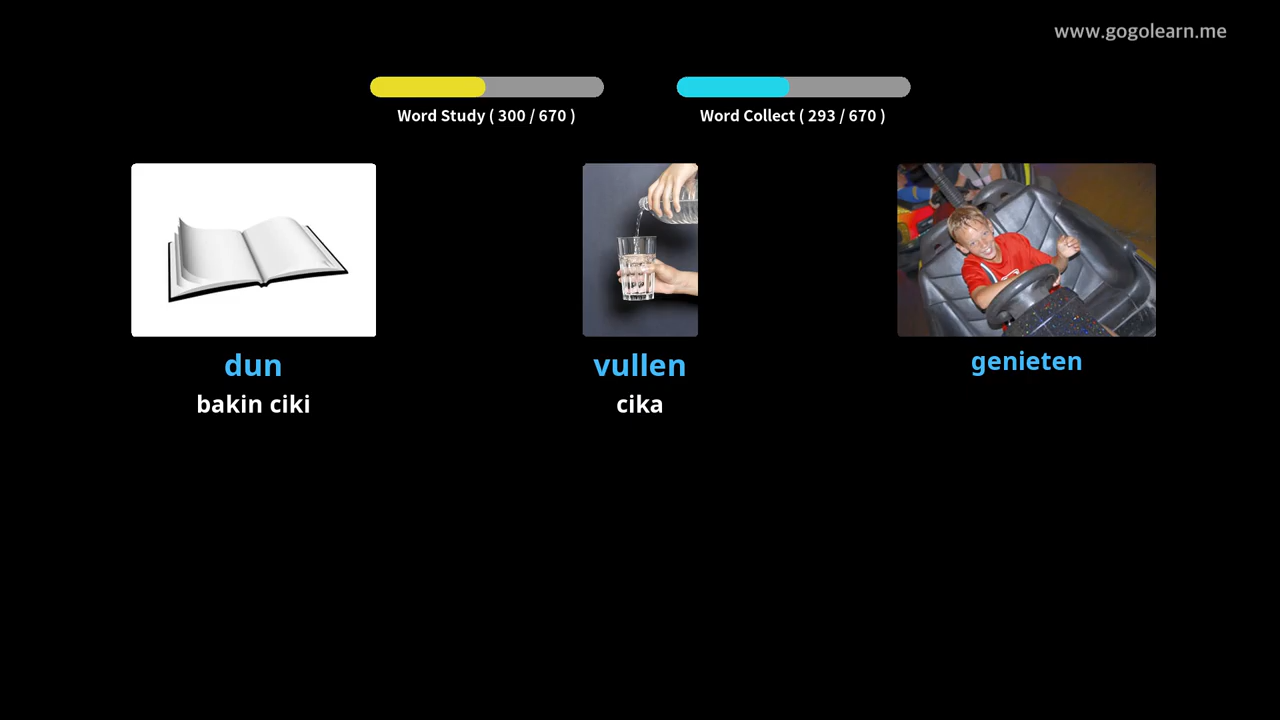 www.gogolearn.me
Word Study ( 300 / 670 )
Word Collect ( 293 / 670 )
dun
bakin ciki
vullen
cika
genieten